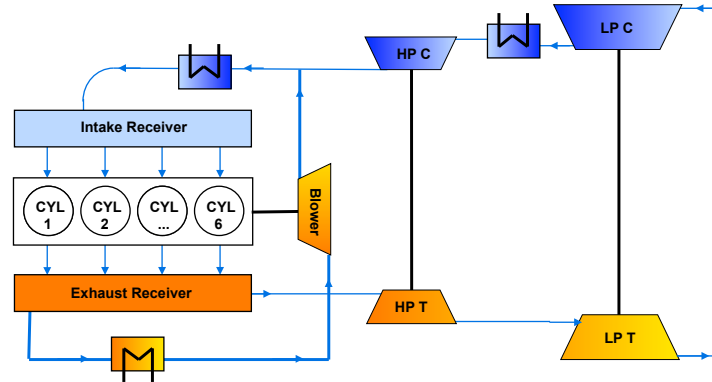 LP C
HP C
Intake Receiver
CYL
1
CYL
2
CYL
...
CYL
6
Blower
Exhaust Receiver
HP T
LP T